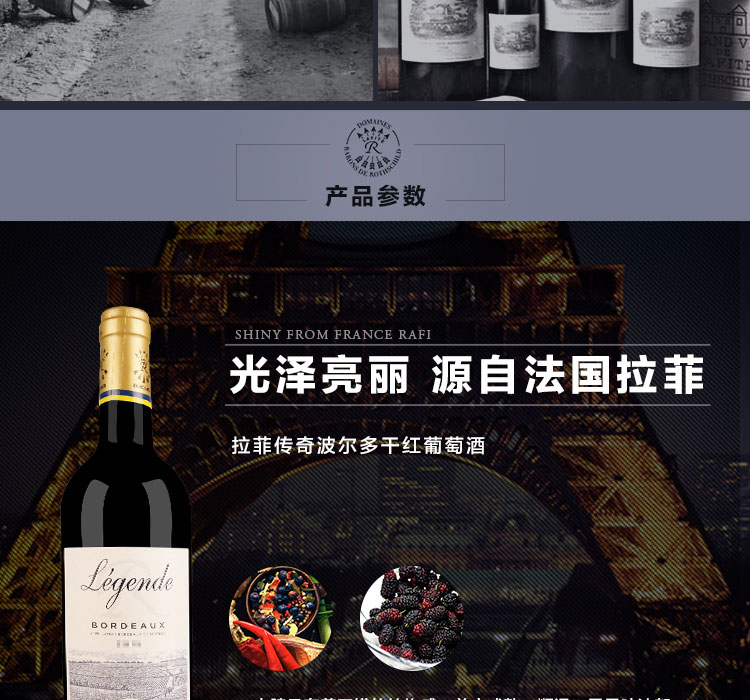 DOMAINES
BARONS DE ROTHSCHILD
LAFITE
R
产品参数
SHINY FROM FRANCE RAFI
光泽亮丽 源自法国拉菲
拉菲传奇波尔多干红葡萄酒
Légende
BORDEAUX